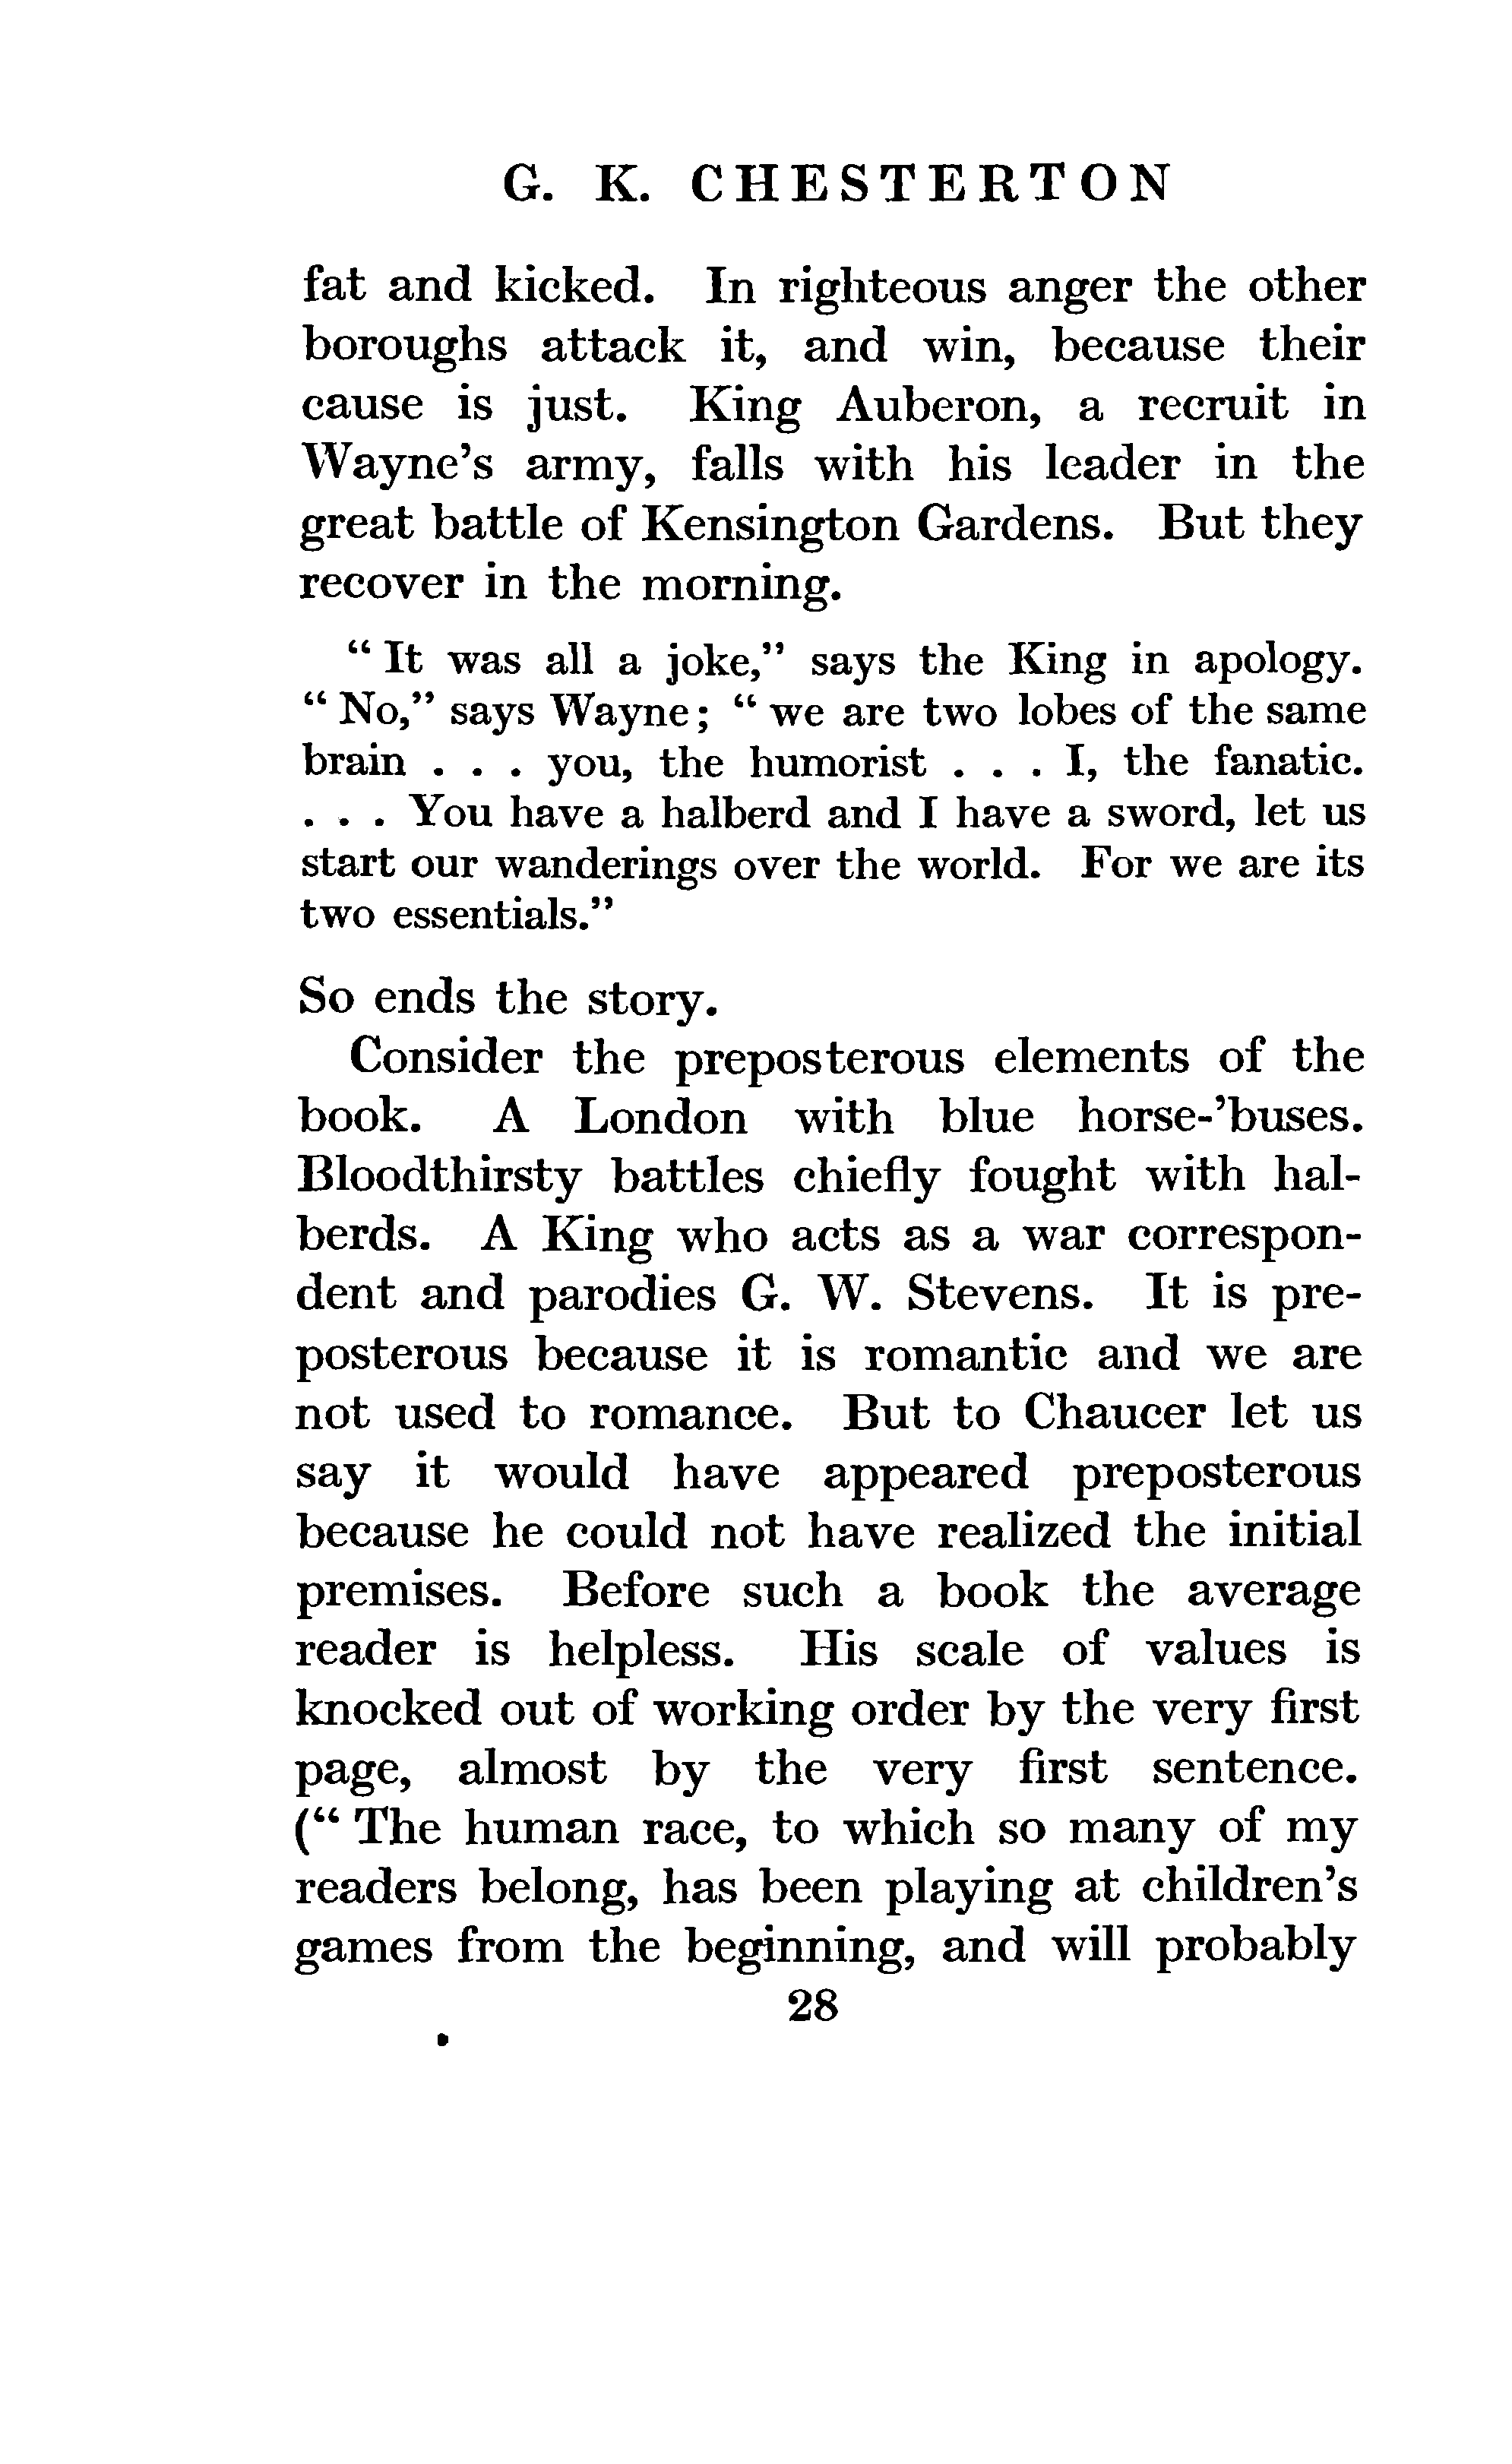 G. K. CHESTERTON
fat and kicked. In righteous anger the other
boroughs attack it, and win, because their
cause is just. King Auberon, a recruit in
Wayne's army, falls with his leader in the
great battle of Kensington Gardens. But they
recover in the morning.
“ It was all a joke,” says the King in apology.
“ No,” says Wayne ; “ we are two lobes of the same
brain . . . you, the humorist . . . I, the fanatic.
. . . You have a halberd and I have a sword, let us
start our wanderings over the world. For we are its
two essentials.”
So ends the story.
Consider the preposterous elements of the
book. A London with blue horse-’buses.
Bloodthirsty battles chiefly fought with hal-
berds. A King who acts as a war correspon-
dent and parodies G. W. Stevens. It is pre-
posterous because it is romantic and we are
not used to romance. But to Chaucer let us
say it would have appeared preposterous
because he could not have realized the initial
premises. Before such a book the average
reader is helpless. His scale of values is
knocked out of working order by the very first
page, almost by the very first sentence.
(“ The human race, to which so many of my
readers belong, has been playing at children’s
games from the beginning, and will probably
28